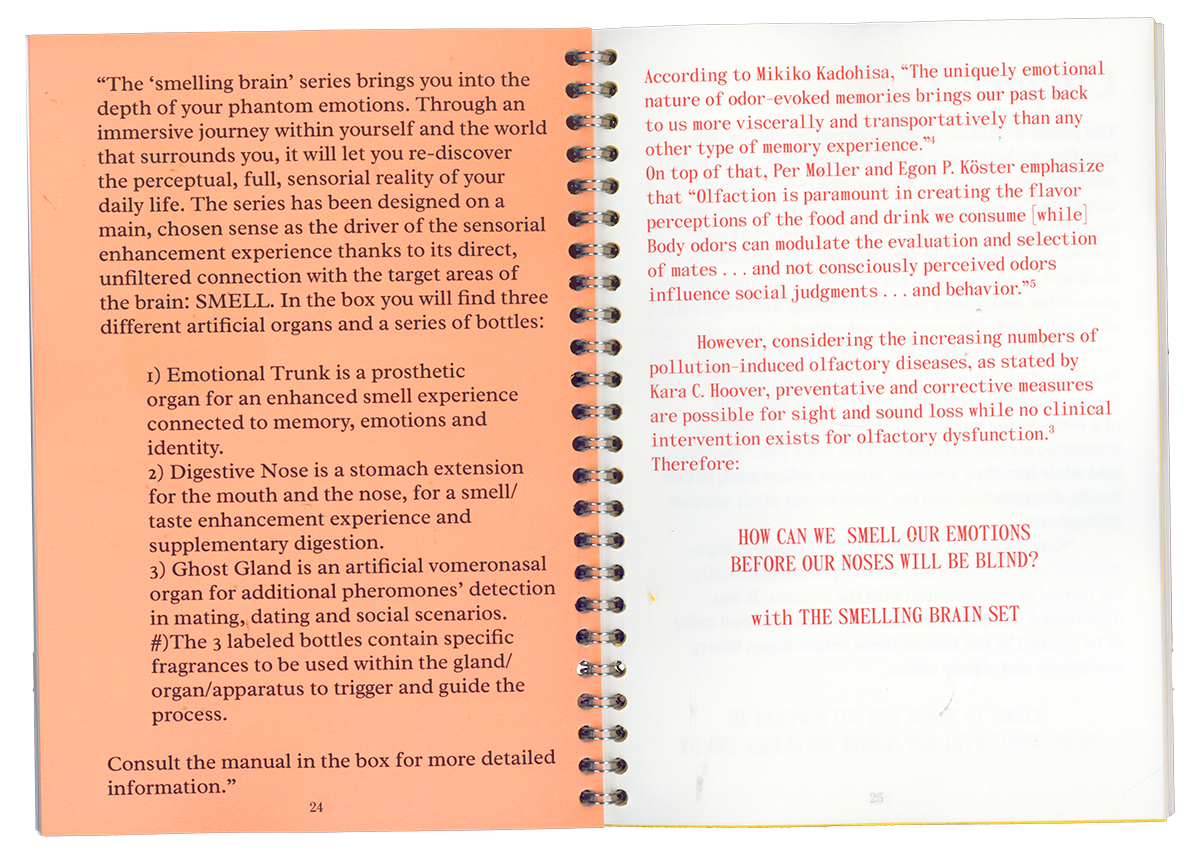 “The ‘smelling brain’ series brings you into the
depth of your phantom emotions. Through an
immersive journey within yourself and the world
that surrounds you, it will let you re-discover
the perceptual, full, sensorial reality of your
daily life. The series has been designed on a
main, chosen sense as the driver of the sensorial
enhancement experience thanks to its direct,
unfiltered connection with the target areas of
the brain: SMELL. In the box you will find three
different artificial organs and a series of bottles:
1) Emotional Trunk is a prosthetic
organ for an enhanced smell experience
connected to memory, emotions and
identity.
2) Digestive Nose is a stomach extension
for the mouth and the nose, for a smell/
taste enhancement experience and
supplementary digestion.
3) Ghost Gland is an artificial vomeronasal
organ for additional pheromones’ detection
in mating, dating and social scenarios.
#)The 3 labeled bottles contain specific
fragrances to be used within the gland/
organ/apparatus to trigger and guide the
process.
Consult the manual in the box for more detailed
information.”
24
According to Mikiko Kadohisa, “The uniquely emotional
nature of odor-evoked memories brings our past back
to us more viscerally and transportatively than any
other type of memory experience.”⁴
On top of that, Per Møller and Egon P. Köster emphasize
that “Olfaction is paramount in creating the flavor
perceptions of the food and drink we consume [while]
Body odors can modulate the evaluation and selection
of mates . . . and not consciously perceived odors
influence social judgments . . . and behavior.”⁵
However, considering the increasing numbers of
pollution-induced olfactory diseases, as stated by
Kara C. Hoover, preventative and corrective measures
are possible for sight and sound loss while no clinical
intervention exists for olfactory dysfunction.³
Therefore:
HOW CAN WE SMELL OUR EMOTIONS
BEFORE OUR NOSES WILL BE BLIND?
with THE SMELLING BRAIN SET
25